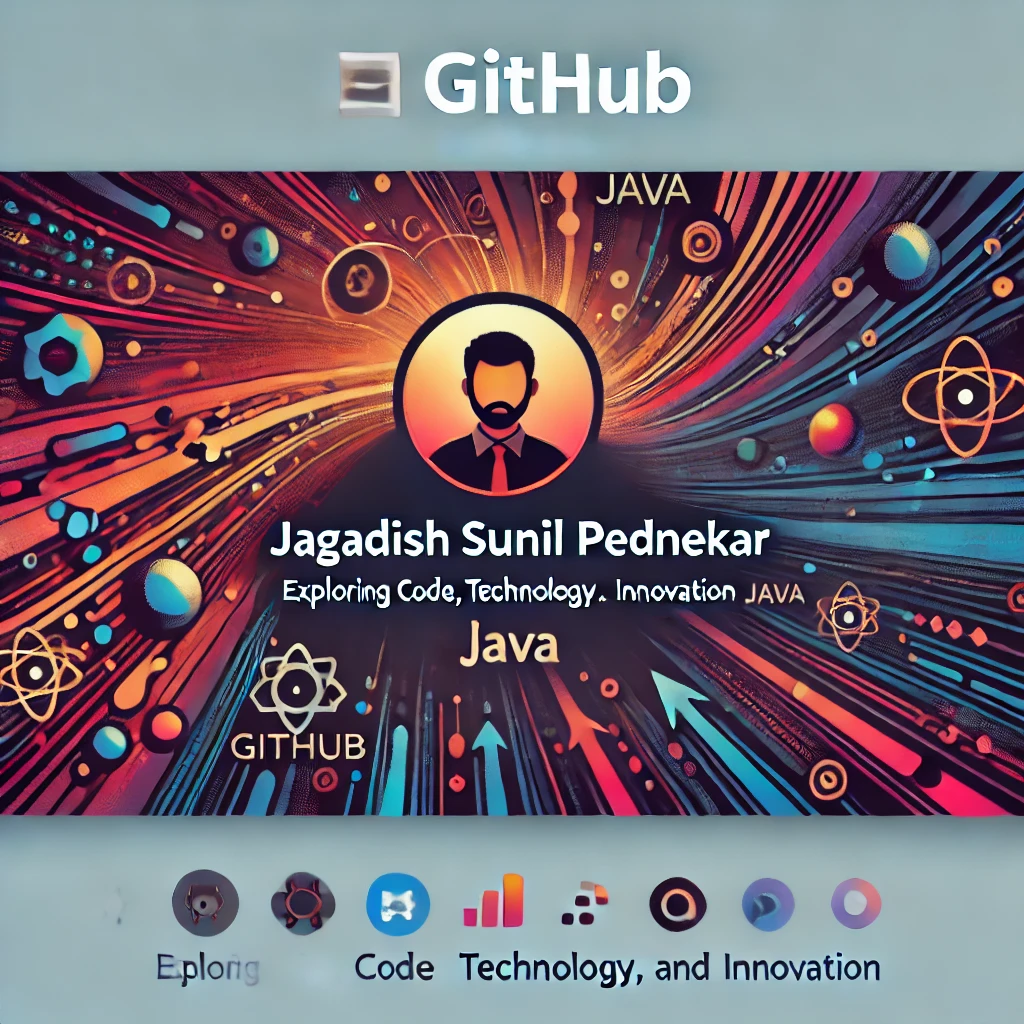 GitHub
JAVA
Jagadish Sunil Pednekar
Exploring Code, Technology. Innovation JAVA
Java
GITHUB
Code Technology, and Innovation